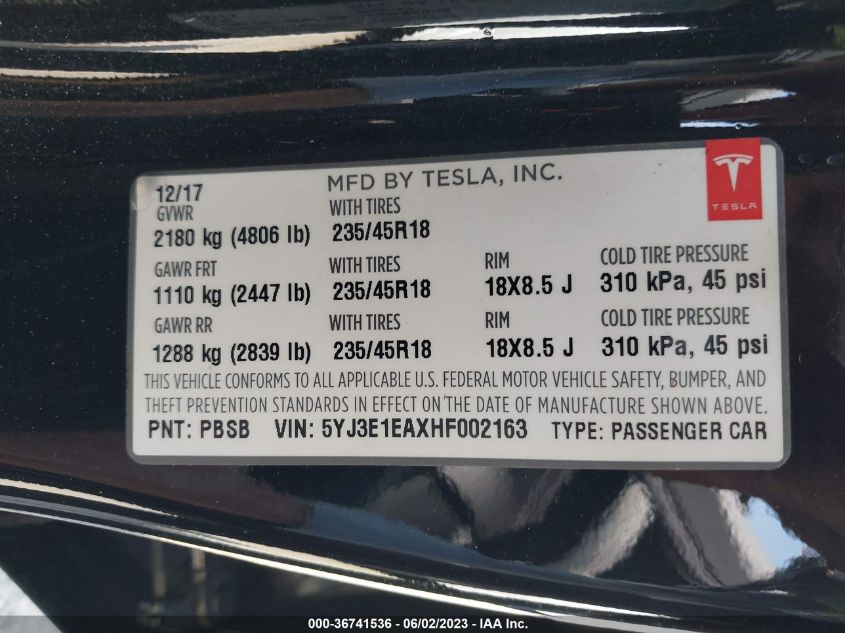 12/17 MFD BY TESLA, INC.
TESLA
GVWR WITH TIRES
2180 kg (4806 lb) 235/45R18
GAWR FRT WITH TIRES RIM COLD TIRE PRESSURE
1110 kg (2447 lb) 235/45R18 18X8.5 J 310 kPa, 45 psi
GAWR RR WITH TIRES RIM COLD TIRE PRESSURE
1288 kg (2839 lb) 235/45R18 18X8.5 J 310 kPa, 45 psi
THIS VEHICLE CONFORMS TO ALL APPLICABLE U.S. FEDERAL MOTOR VEHICLE SAFETY, BUMPER, AND
THEFT PREVENTION STANDARDS IN EFFECT ON THE DATE OF MANUFACTURE SHOWN ABOVE.
PNT: PBSB VIN: 5YJ3E1EAXHF002163 TYPE: PASSENGER CAR
000-36741536 - 06/02/2023 - IAA Inc.